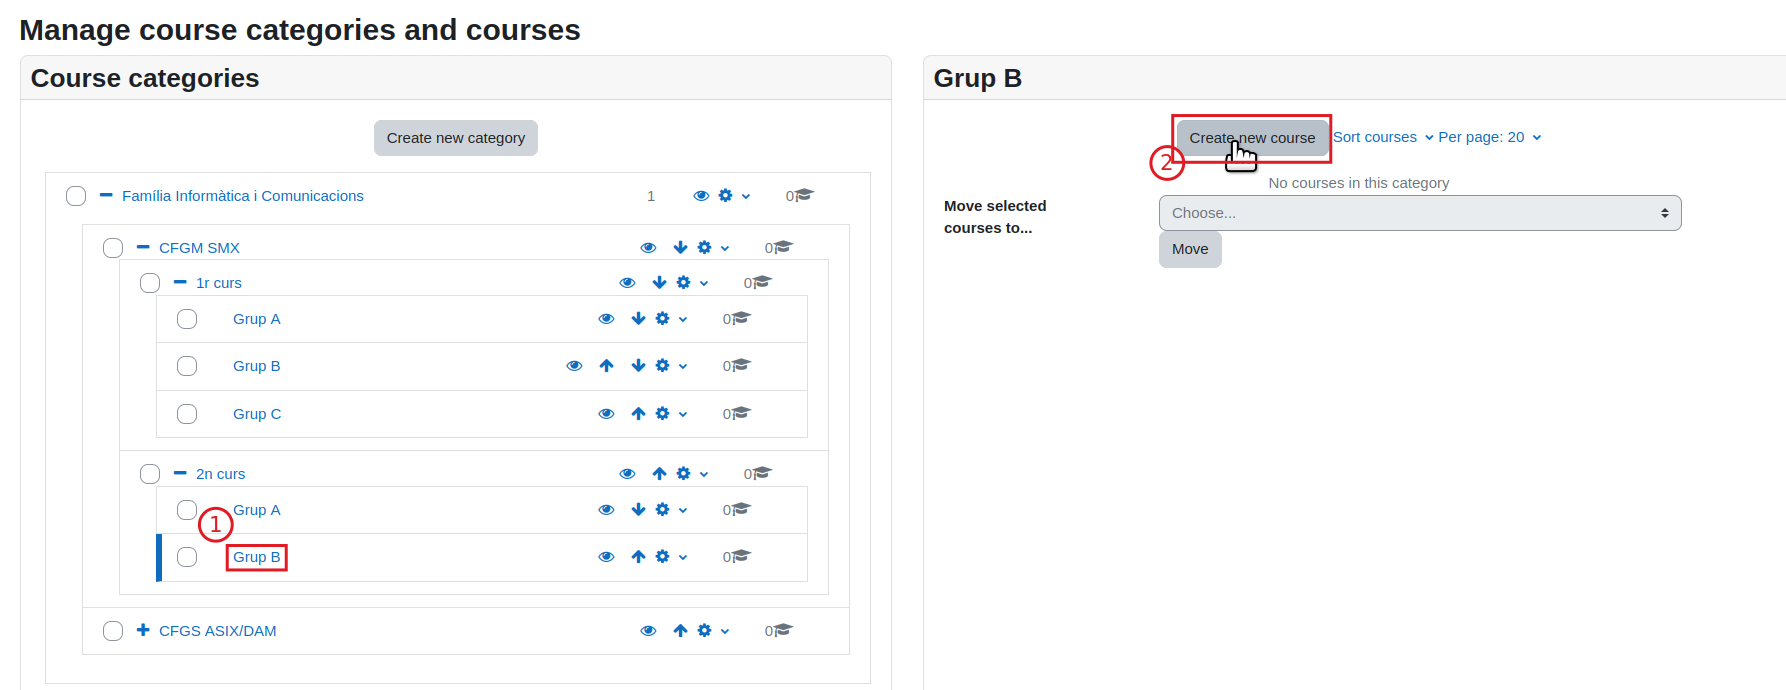 Manage course categories and courses
Course categories
Create new category
Família Informàtica i Comunicacions 1 0
CFGM SMX 0
1r curs 0
Grup A 0
Grup B 0
Grup C 0
2n curs 0
Grup A 0
1
Grup B 0
CFGS ASIX/DAM 0
Grup B
Create new course Sort courses Per page: 20
2
No courses in this category
Move selected courses to...
Choose...
Move